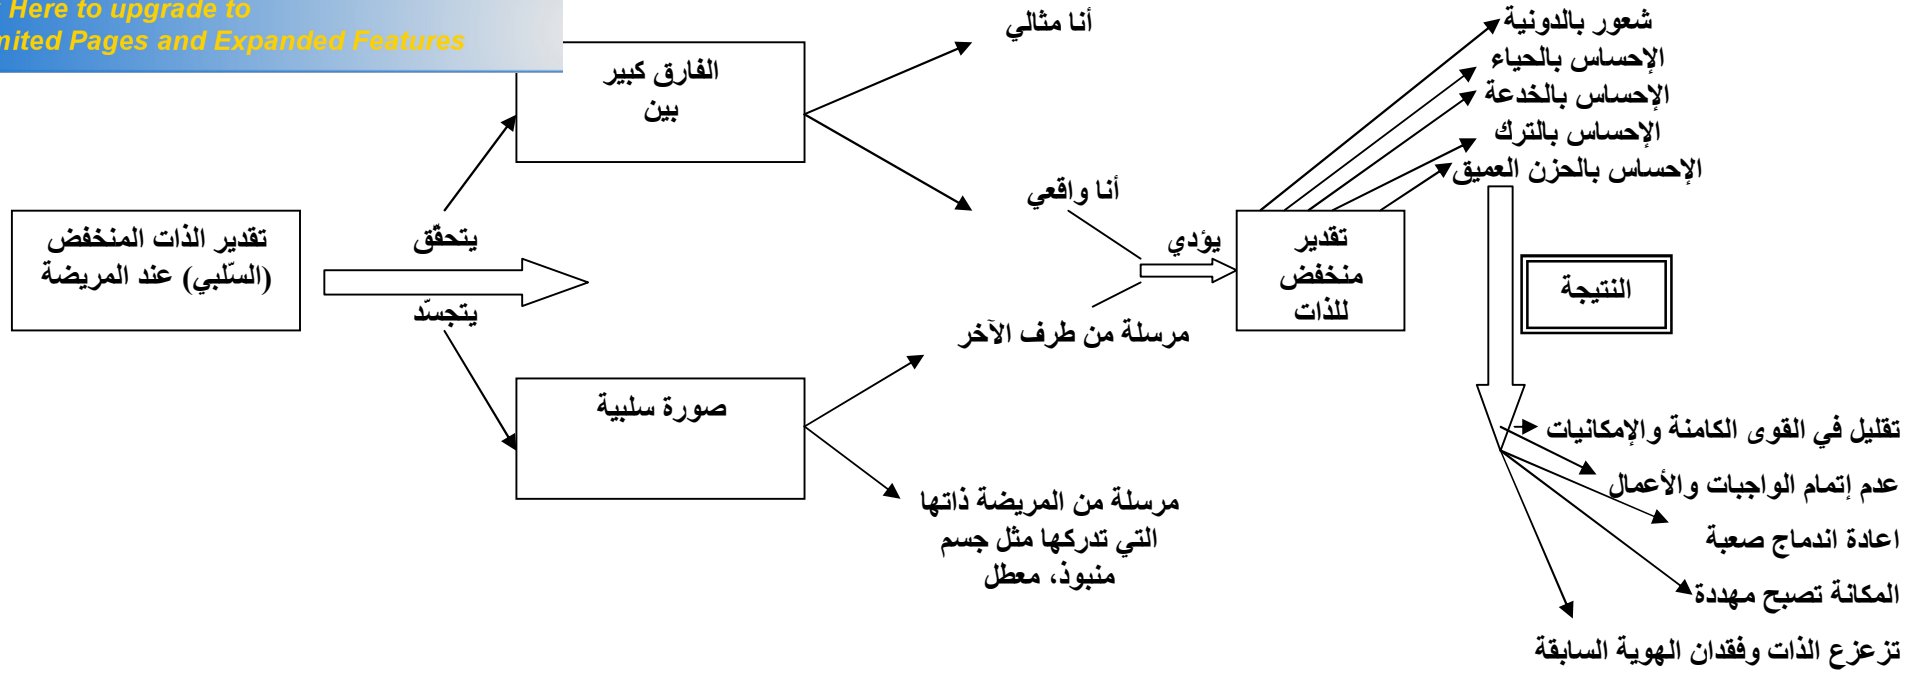 Here to upgrade to
mited Pages and Expanded Features
شعور بالدونية
الإحساس بالحياء
الإحساس بالخدعة
الإحساس بالترك
الإحساس بالحزن العميق
أنا مثالي
الفارق كبير
بين
أنا واقعي
يؤدي
تقدير
منخفض
للذات
النتيجة
يتحقّق
تقدير الذات المنخفض
(السّلبي) عند المريضة
يتجسّد
مرسلة من طرف الآخر
صورة سلبية
مرسلة من المريضة ذاتها
التي تدركها مثل جسم
منبوذ، معطل
تقليل في القوى الكامنة والإمكانيات
عدم إتمام الواجبات والأعمال
اعادة اندماج صعبة
المكانة تصبح مهددة
تزعزع الذات وفقدان الهوية السابقة